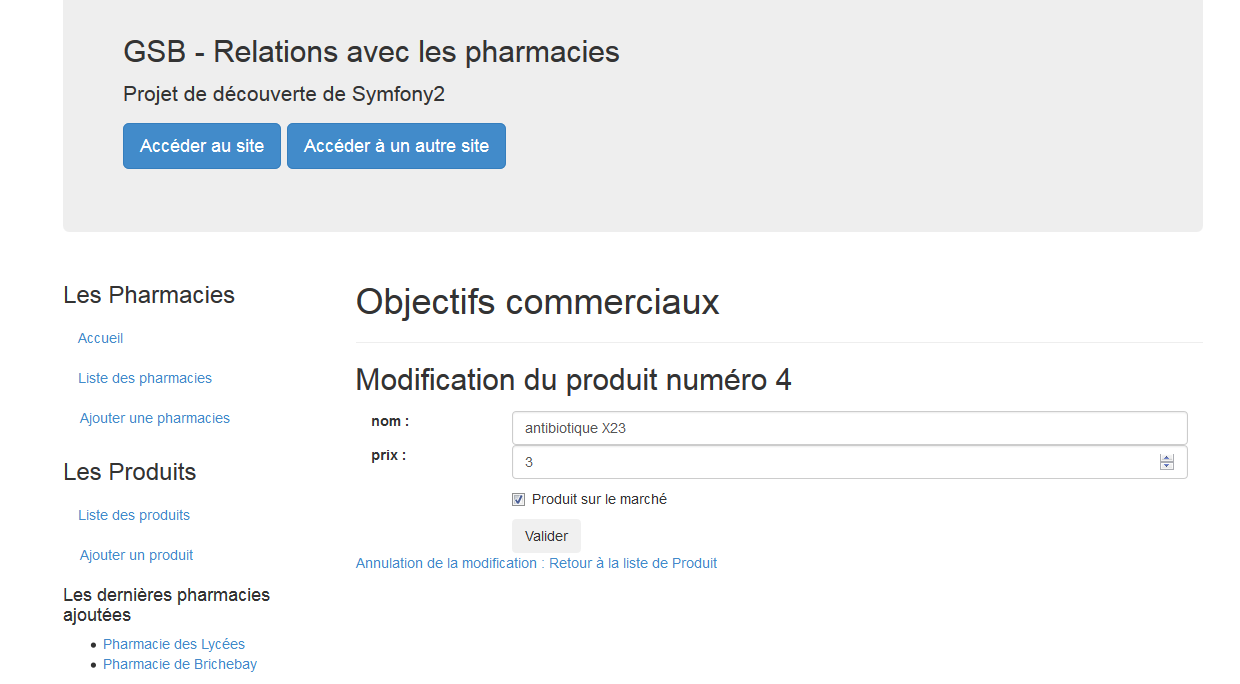 GSB - Relations avec les pharmacies
Projet de découverte de Symfony2
Accéder au site
Accéder à un autre site
Les Pharmacies
Accueil
Liste des pharmacies
Ajouter une pharmacies
Les Produits
Liste des produits
Ajouter un produit
Les dernières pharmacies
ajoutées
Pharmacie des Lycées
Pharmacie de Brichebay
Objectifs commerciaux
Modification du produit numéro 4
nom : antibiotique X23
prix : 3
Produit sur le marché
Valider
Annulation de la modification : Retour à la liste de Produit